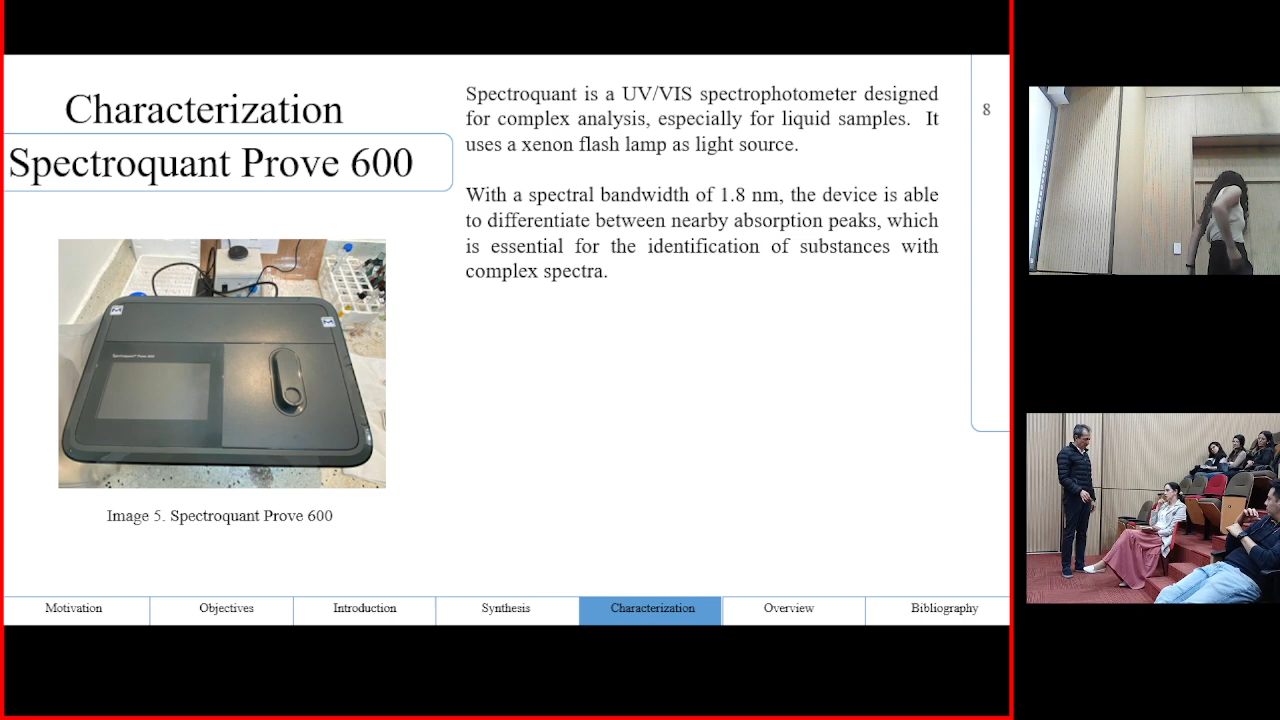 Characterization
Spectroquant Prove 600
Spectroquant is a UV/VIS spectrophotometer designed
for complex analysis, especially for liquid samples. It
uses a xenon flash lamp as light source.
With a spectral bandwidth of 1.8 nm, the device is able
to differentiate between nearby absorption peaks, which
is essential for the identification of substances with
complex spectra.
8
Spectroquant® Prove 600
Image 5. Spectroquant Prove 600
Motivation
Objectives
Introduction
Synthesis
Characterization
Overview
Bibliography